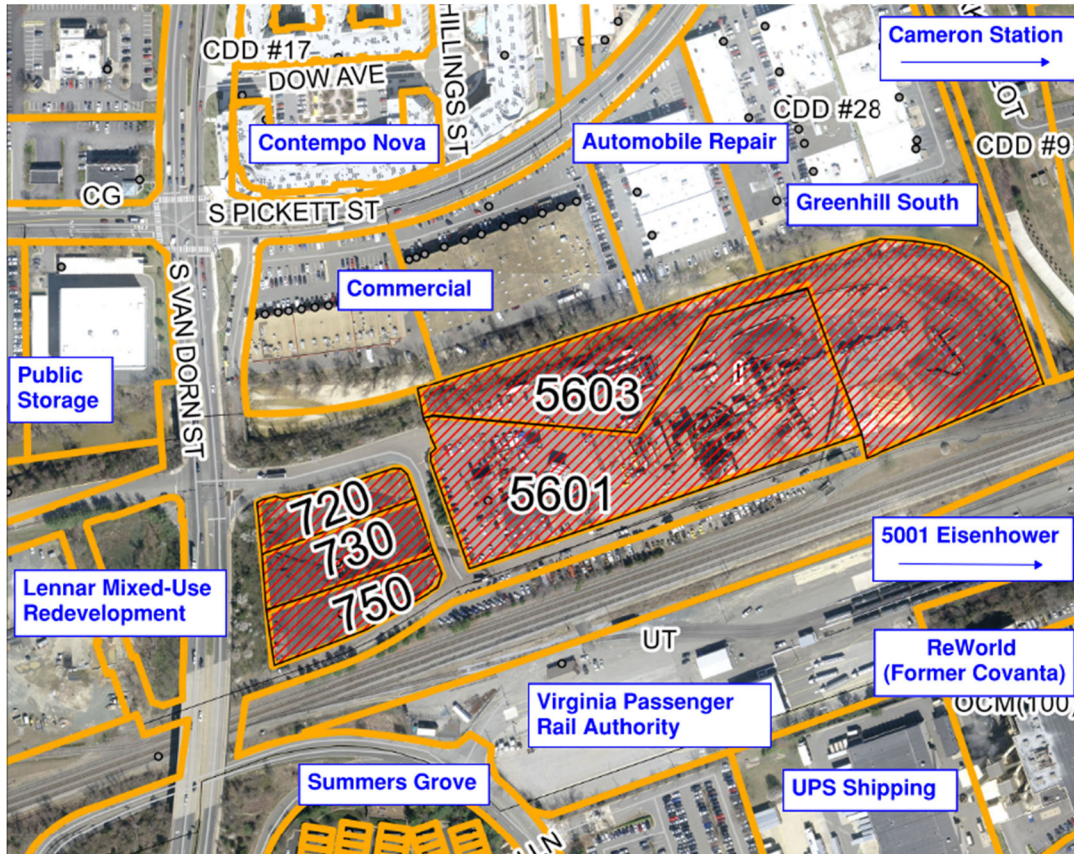 CDD #17
DOW AVE
HILLINGS ST
Cameron Station
LOT
Contempo Nova
Automobile Repair
CDD #28
CDD #9
CG
S PICKETT ST
Greenhill South
S VAN DORN ST
Commercial
Public
Storage
5603
5601
720
730
750
5001 Eisenhower
Lennar Mixed-Use
Redevelopment
UT
ReWorld
(Former Covanta)
Virginia Passenger
Rail Authority
OCM(100)
Summers Grove
UPS Shipping
LN